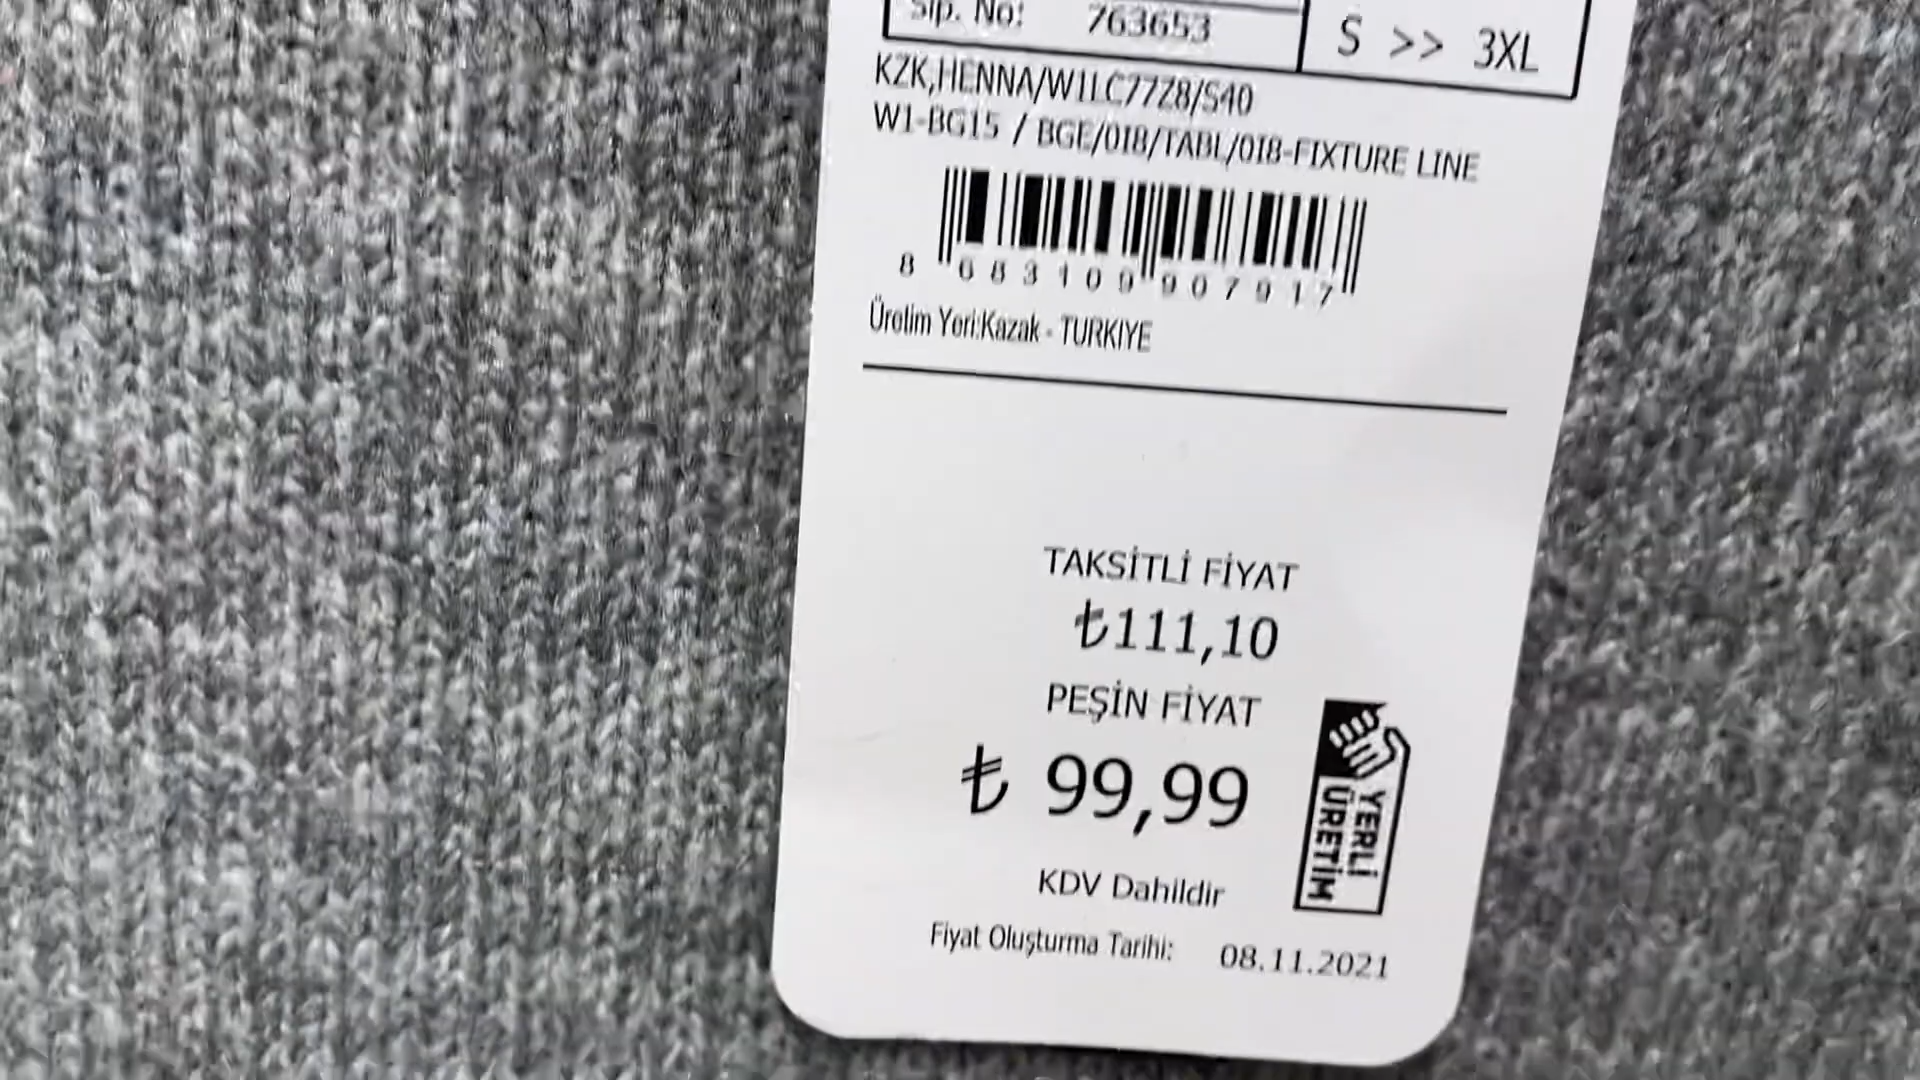 Sip. No: 763653
S >> 3XL
KZK,HENNA/W1LC77Z8/S40
W1-BG15 / BGE/0I8/TABL/0I8-FIXTURE LINE
8 683109 907917
Üretim Yeri:Kazak - TURKIYE
TAKSİTLİ FİYAT
₺111,10
PEŞİN FİYAT
₺ 99,99
YERLİ
ÜRETİM
KDV Dahildir
Fiyat Oluşturma Tarihi: 08.11.2021